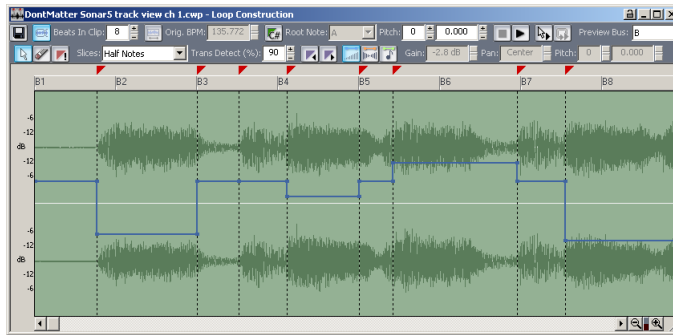 DontMatter Sonar5 track view ch 1.cwp - Loop Construction
Beats In Clip: 8 Orig. BPM: 135.772 C# Root Note: A Pitch: 0 0.000 Preview Bus: B
Slices: Half Notes Trans Detect (%): 90 Gain: -2.8 dB Pan: Center Pitch: 0 0.000
B1 B2 B3 B4 B5 B6 B7 B8
-6
-12
dB
-12
-6
-6
-12
dB
-12
-6